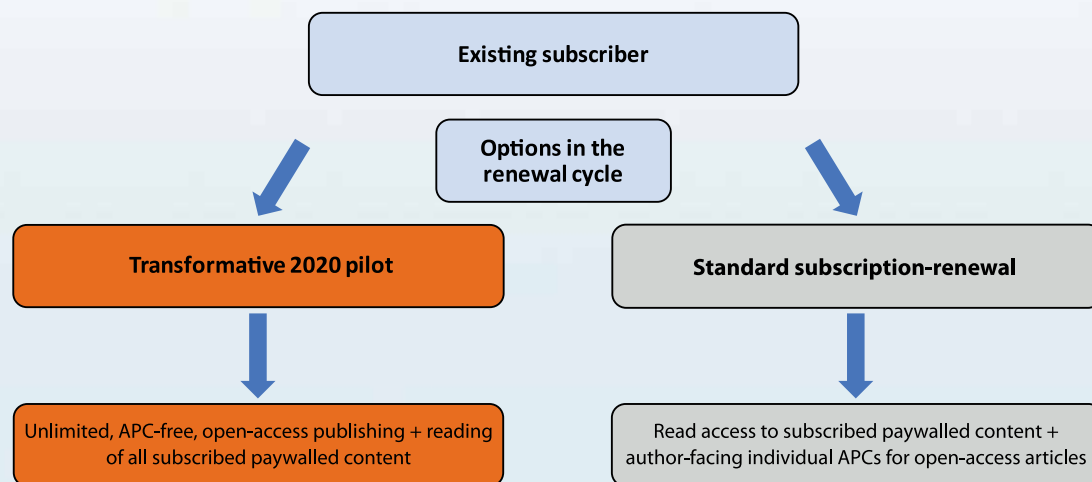 Existing subscriber
Options in the
renewal cycle
Transformative 2020 pilot
Standard subscription-renewal
Unlimited, APC-free, open-access publishing + reading
of all subscribed paywalled content
Read access to subscribed paywalled content +
author-facing individual APCs for open-access articles